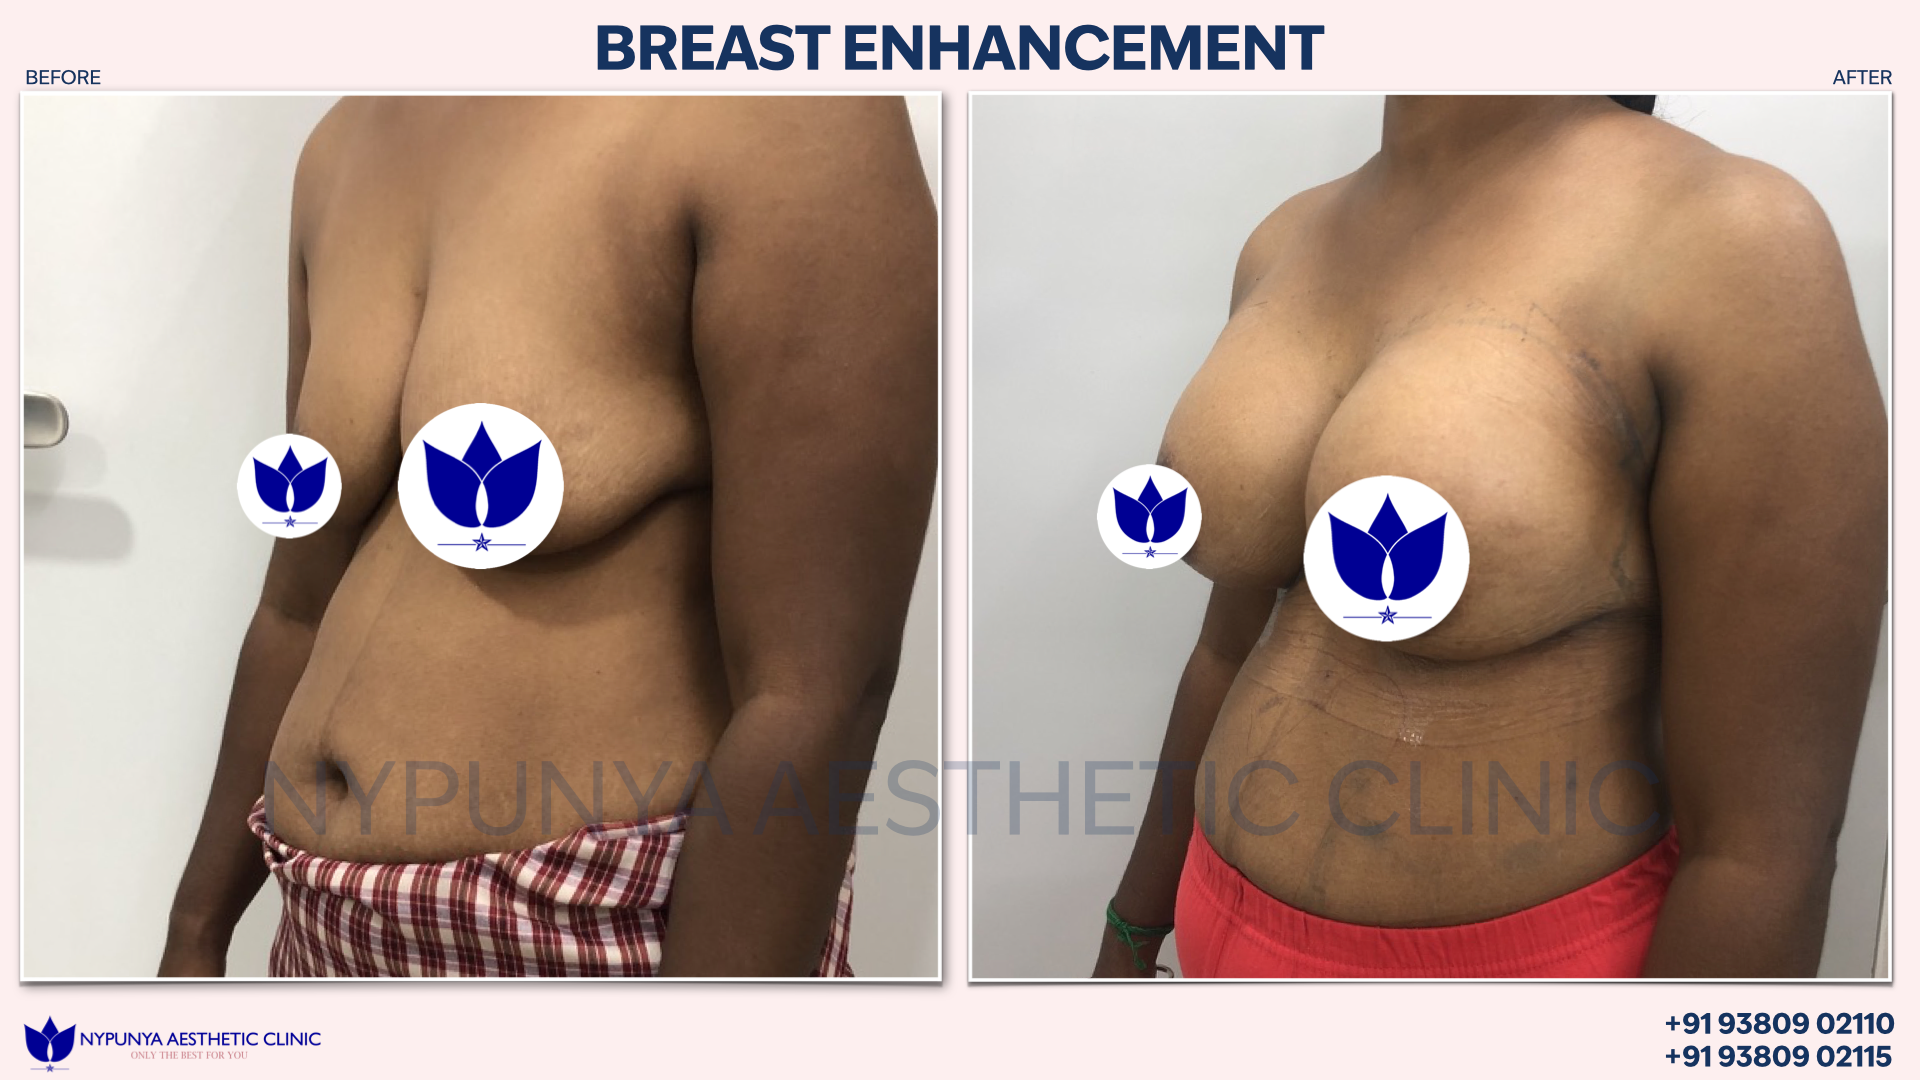 BREAST ENHANCEMENT
BEFORE
AFTER
NYPUNYA AESTHETIC CLINIC
NYPUNYA AESTHETIC CLINIC
ONLY THE BEST FOR YOU
+91 93809 02110
+91 93809 02115